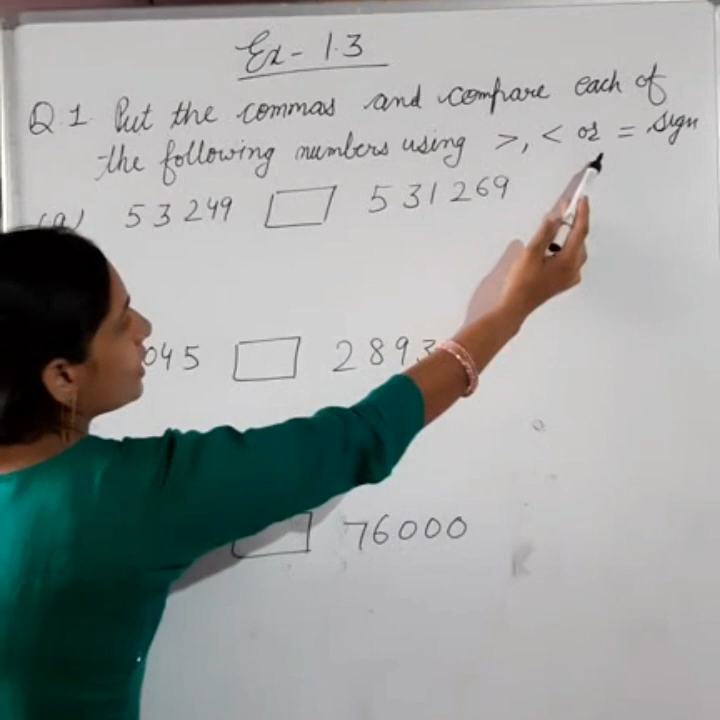 Ex - 1.3
Q.1. Put the commas and compare each of
the following numbers using >, < or = sign
(a) 53249 □ 531269
045 □ 2893
□ 76000